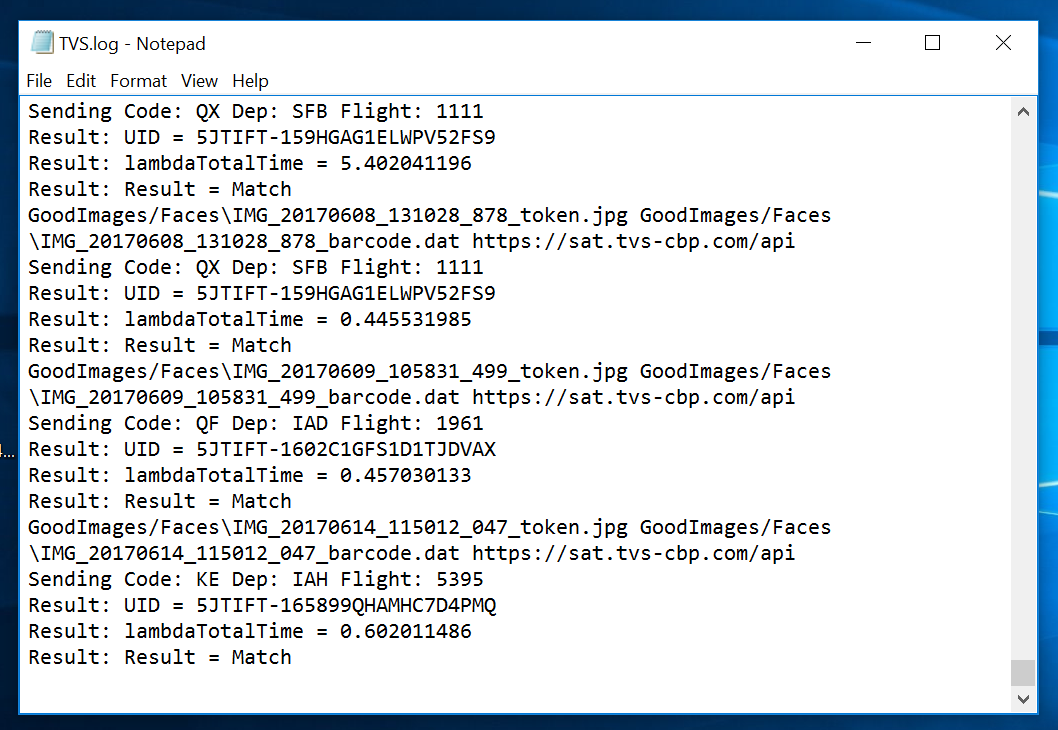 TVS.log - Notepad
File Edit Format View Help
Sending Code: QX Dep: SFB Flight: 1111
Result: UID = 5JTIFT-159HGAG1ELWPV52FS9
Result: lambdaTotalTime = 5.402041196
Result: Result = Match
GoodImages/Faces\IMG_20170608_131028_878_token.jpg GoodImages/Faces
\IMG_20170608_131028_878_barcode.dat https://sat.tvs-cbp.com/api
Sending Code: QX Dep: SFB Flight: 1111
Result: UID = 5JTIFT-159HGAG1ELWPV52FS9
Result: lambdaTotalTime = 0.445531985
Result: Result = Match
GoodImages/Faces\IMG_20170609_105831_499_token.jpg GoodImages/Faces
\IMG_20170609_105831_499_barcode.dat https://sat.tvs-cbp.com/api
Sending Code: QF Dep: IAD Flight: 1961
Result: UID = 5JTIFT-1602C1GFS1D1TJDVAX
Result: lambdaTotalTime = 0.457030133
Result: Result = Match
GoodImages/Faces\IMG_20170614_115012_047_token.jpg GoodImages/Faces
\IMG_20170614_115012_047_barcode.dat https://sat.tvs-cbp.com/api
Sending Code: KE Dep: IAH Flight: 5395
Result: UID = 5JTIFT-165899QHAMHC7D4PMQ
Result: lambdaTotalTime = 0.602011486
Result: Result = Match